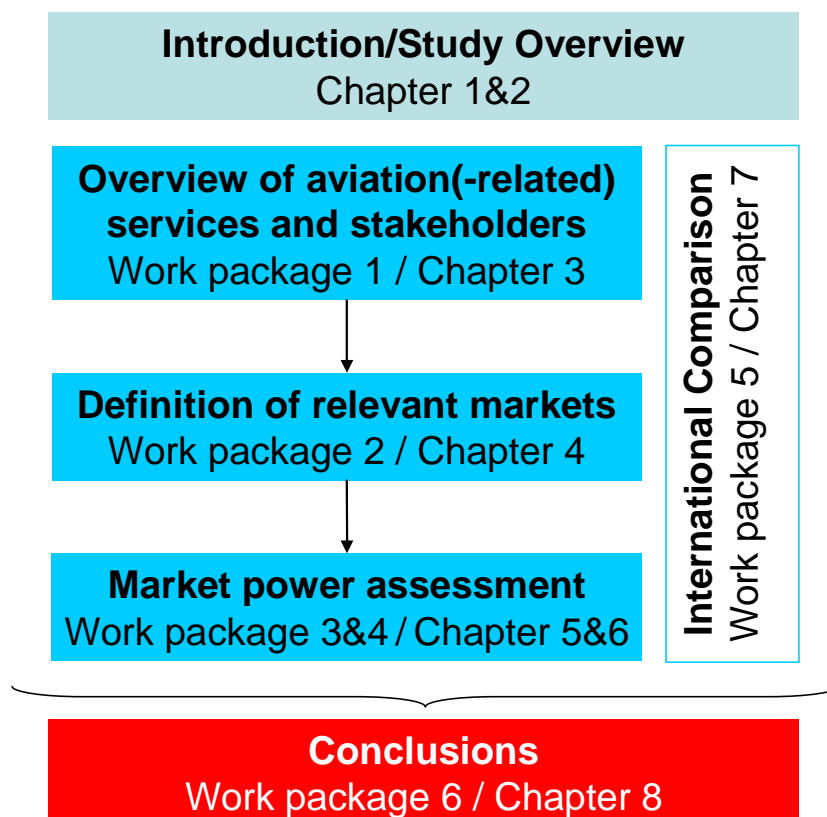 Introduction/Study Overview
Chapter 1&2
Overview of aviation(-related)
services and stakeholders
Work package 1 / Chapter 3
Definition of relevant markets
Work package 2 / Chapter 4
Market power assessment
Work package 3&4 / Chapter 5&6
International Comparison
Work package 5 / Chapter 7
Conclusions
Work package 6 / Chapter 8